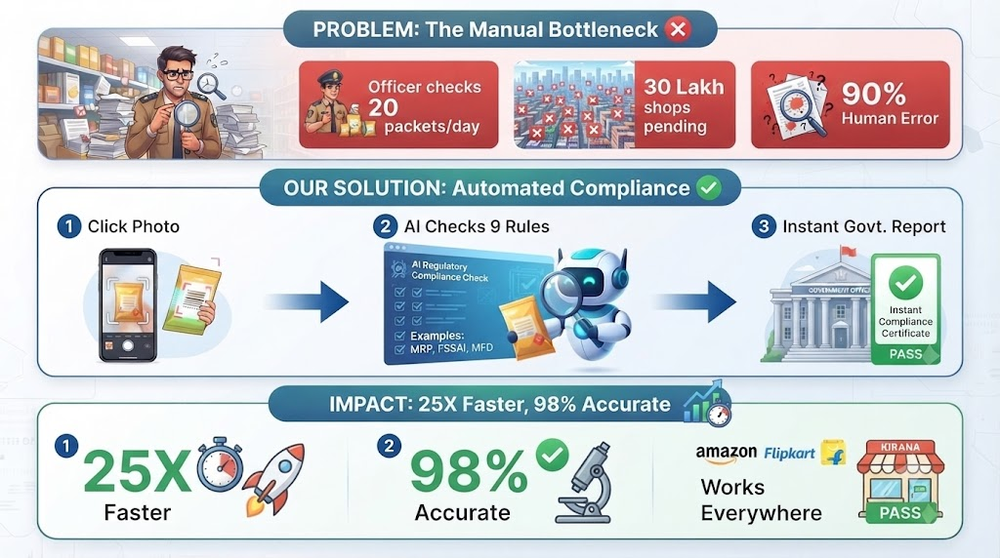 PROBLEM: The Manual Bottleneck
Officer checks
20
packets/day
30 Lakh
shops
pending
90%
Human Error
OUR SOLUTION: Automated Compliance
1 Click Photo
2 AI Checks 9 Rules
AI Regulatory
Compliance Check
Examples:
MRP, FSSAI, MFD
3 Instant Govt. Report
GOVERNMENT OFFICE
Instant
Compliance
Certificate
PASS
IMPACT: 25X Faster, 98% Accurate
1
25X
Faster
2
98%
Accurate
amazon Flipkart
Works
Everywhere
KIRANA
PASS